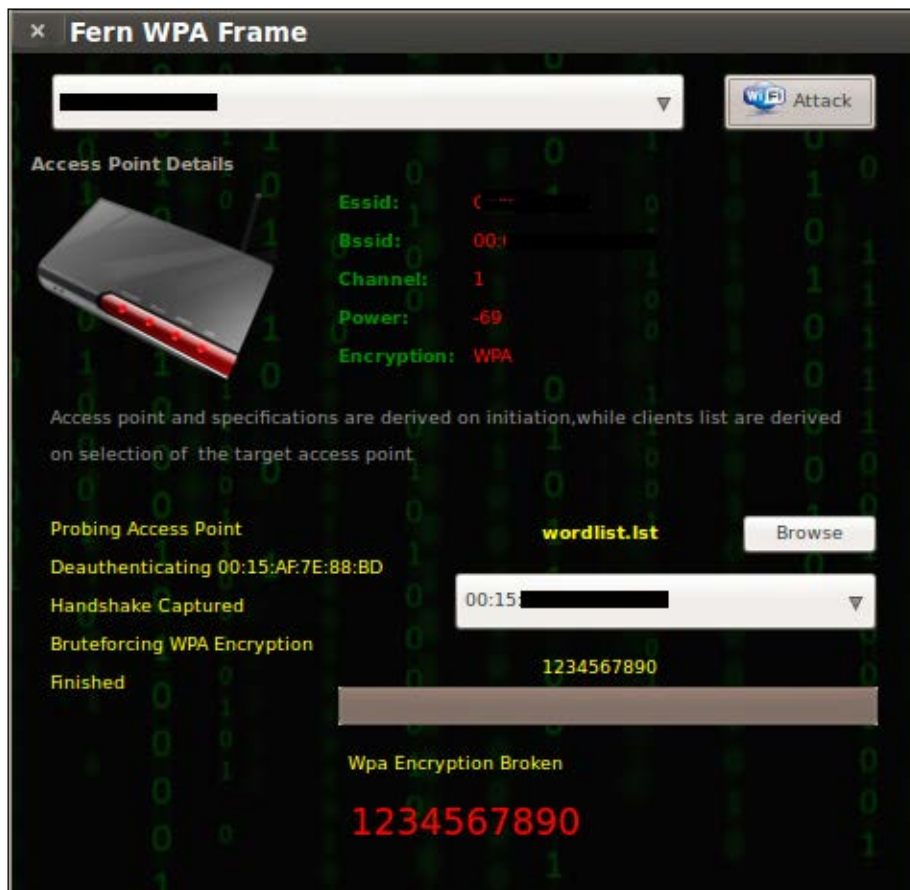 Fern WPA Frame
WiFi Attack
Access Point Details
Essid:
Bssid: 00:
Channel: 1
Power: -69
Encryption: WPA
Access point and specifications are derived on initiation,while clients list are derived
on selection of the target access point
Probing Access Point
wordlist.lst
Browse
Deauthenticating 00:15:AF:7E:88:BD
00:15:
Handshake Captured
Bruteforcing WPA Encryption
1234567890
Finished
Wpa Encryption Broken
1234567890